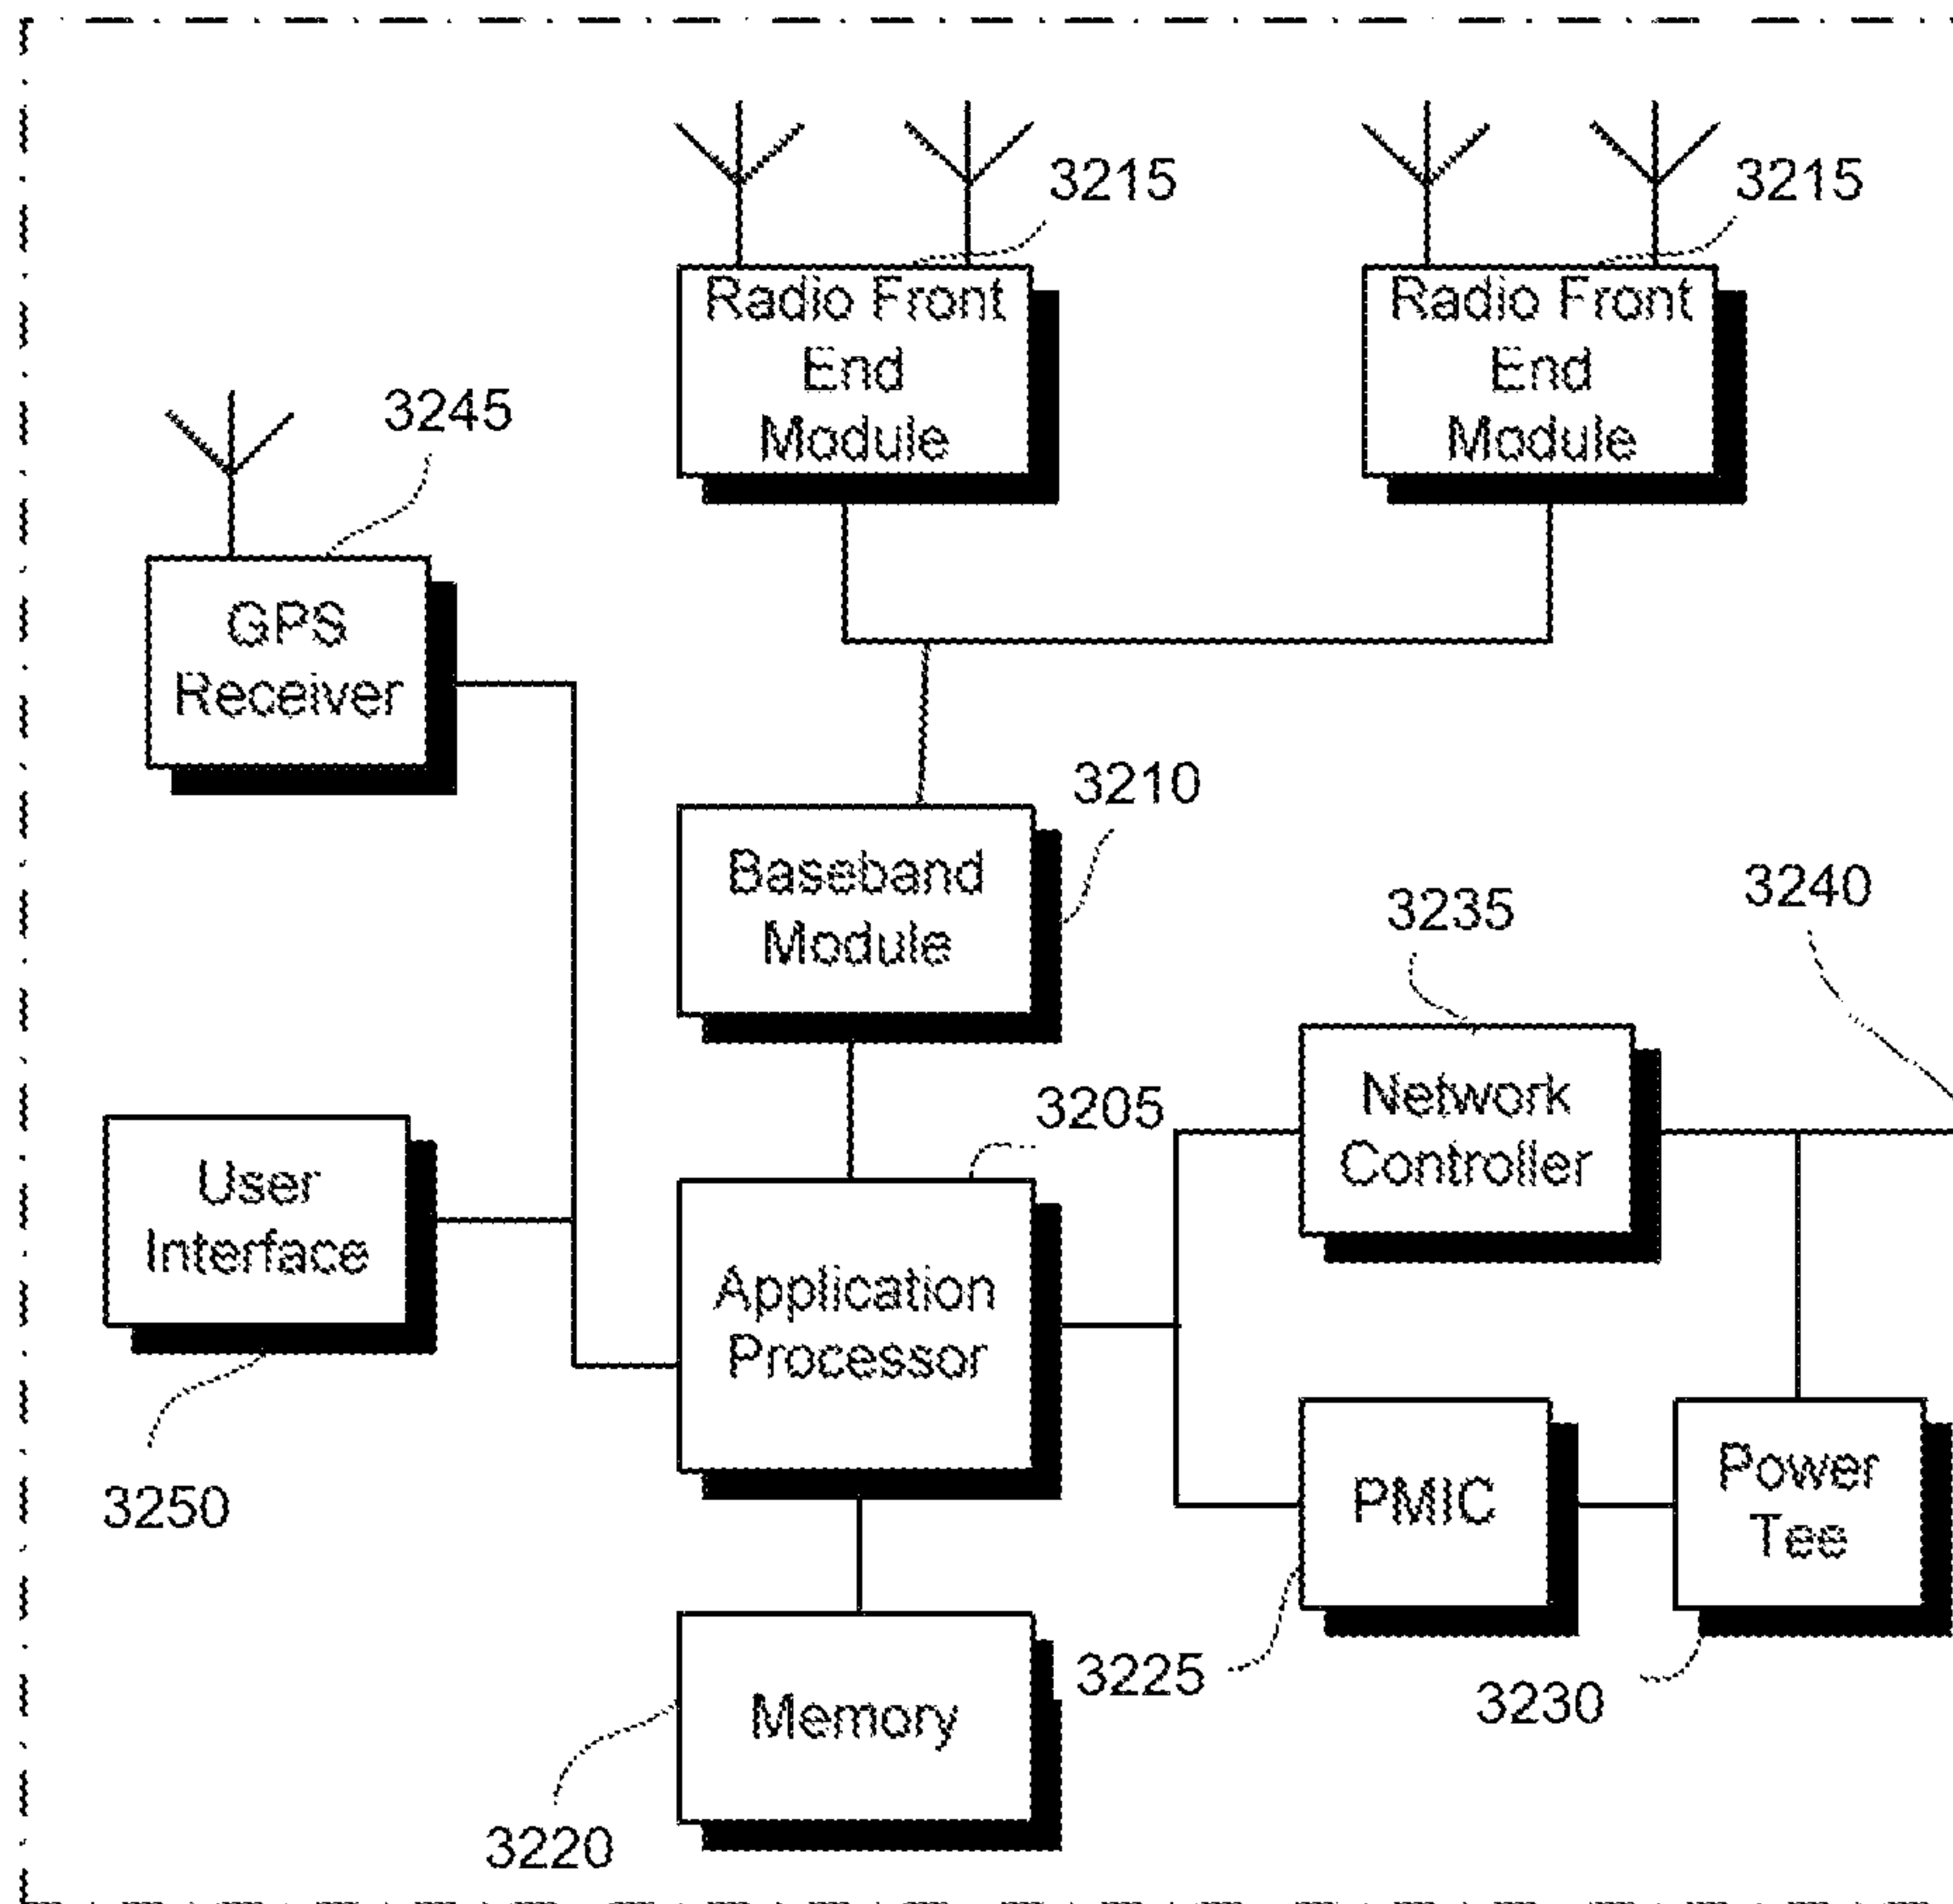 3215
3215
Radio Front
End
Module
Radio Front
End
Module
3245
GPS
Receiver
3210
Baseband
Module
3235
3240
Network
Controller
3205
User
Interface
Application
Processor
3250
PMIC
Power
Tee
3225
3230
Memory
3220